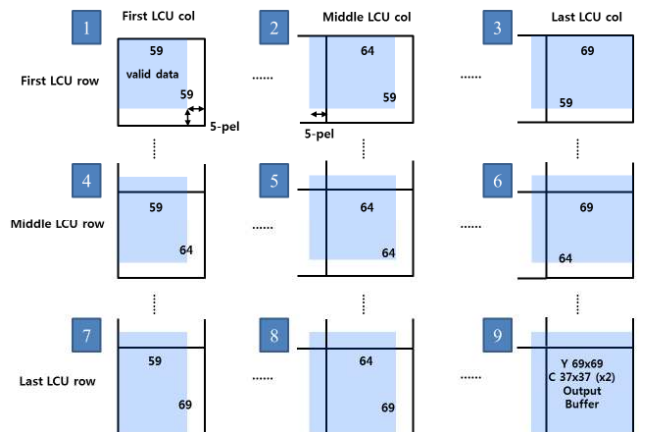 First LCU col
Middle LCU col
Last LCU col
1
2
3
59
64
69
First LCU row
valid data
......
......
59
59
59
5-pel
5-pel
4
5
6
59
64
69
Middle LCU row
......
......
64
64
64
7
8
9
59
64
Y 69x69
C 37x37 (x2)
Output
Buffer
Last LCU row
......
......
69
69